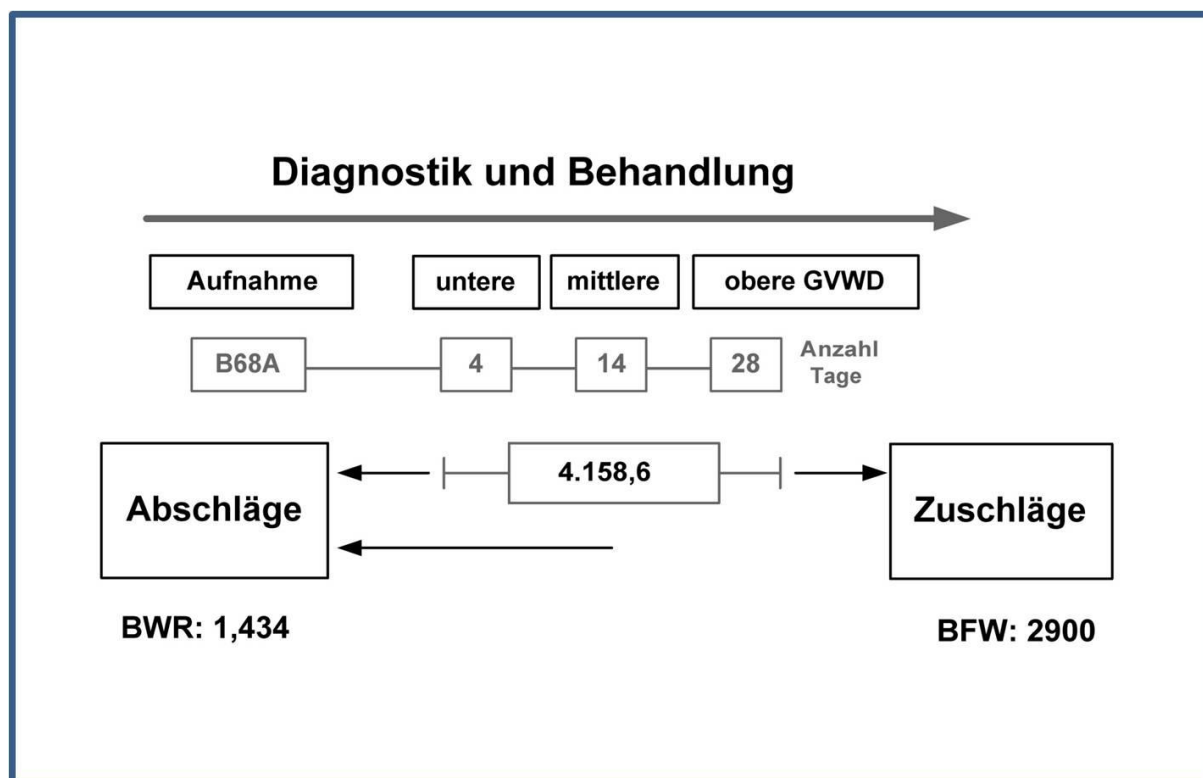 Diagnostik und Behandlung
Aufnahme untere mittlere obere GVWD
B68A 4 14 28 Anzahl
Tage
4.158,6
Abschläge Zuschläge
BWR: 1,434 BFW: 2900